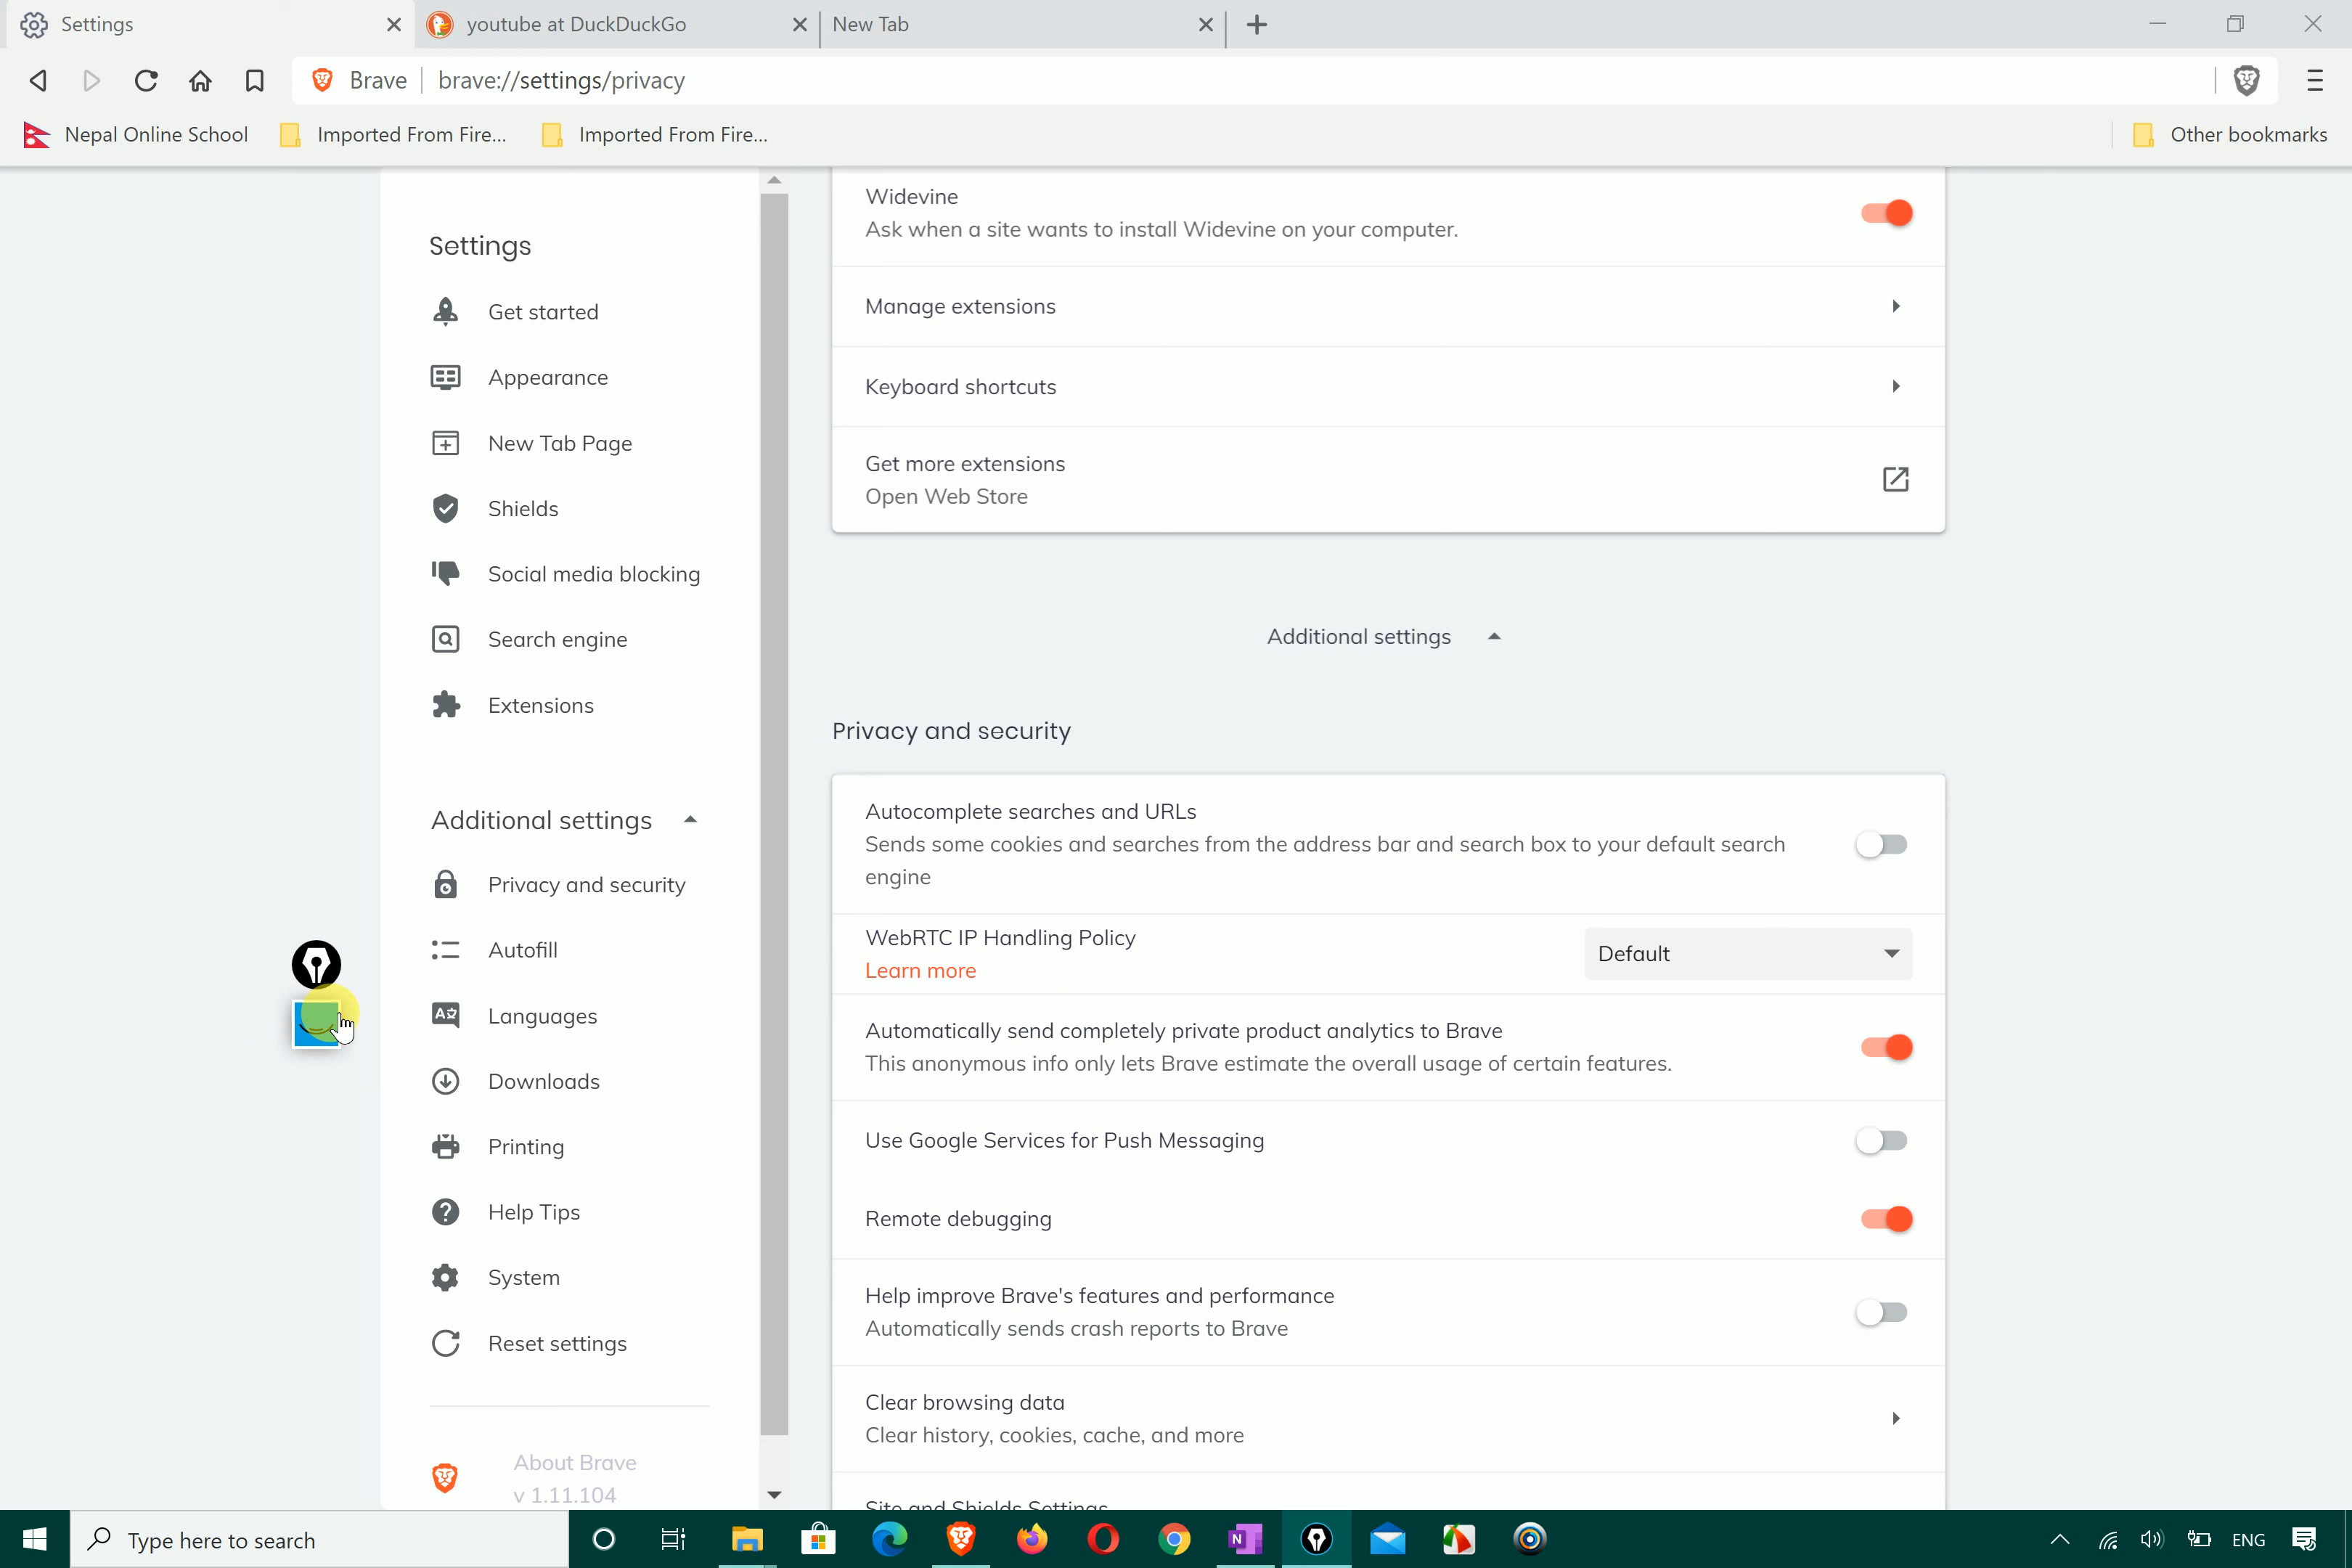 Settings
youtube at DuckDuckGo
New Tab
Brave
brave://settings/privacy
Nepal Online School
Imported From Fire...
Imported From Fire...
Other bookmarks
Settings
Get started
Appearance
New Tab Page
Shields
Social media blocking
Search engine
Extensions
Additional settings
Privacy and security
Autofill
Languages
Downloads
Printing
Help Tips
System
Reset settings
About Brave
v 1.11.104
Widevine
Ask when a site wants to install Widevine on your computer.
Manage extensions
Keyboard shortcuts
Get more extensions
Open Web Store
Additional settings
Privacy and security
Autocomplete searches and URLs
Sends some cookies and searches from the address bar and search box to your default search
engine
WebRTC IP Handling Policy
Learn more
Default
Automatically send completely private product analytics to Brave
This anonymous info only lets Brave estimate the overall usage of certain features.
Use Google Services for Push Messaging
Remote debugging
Help improve Brave's features and performance
Automatically sends crash reports to Brave
Clear browsing data
Clear history, cookies, cache, and more
Site and Shields Settings
Type here to search
ENG